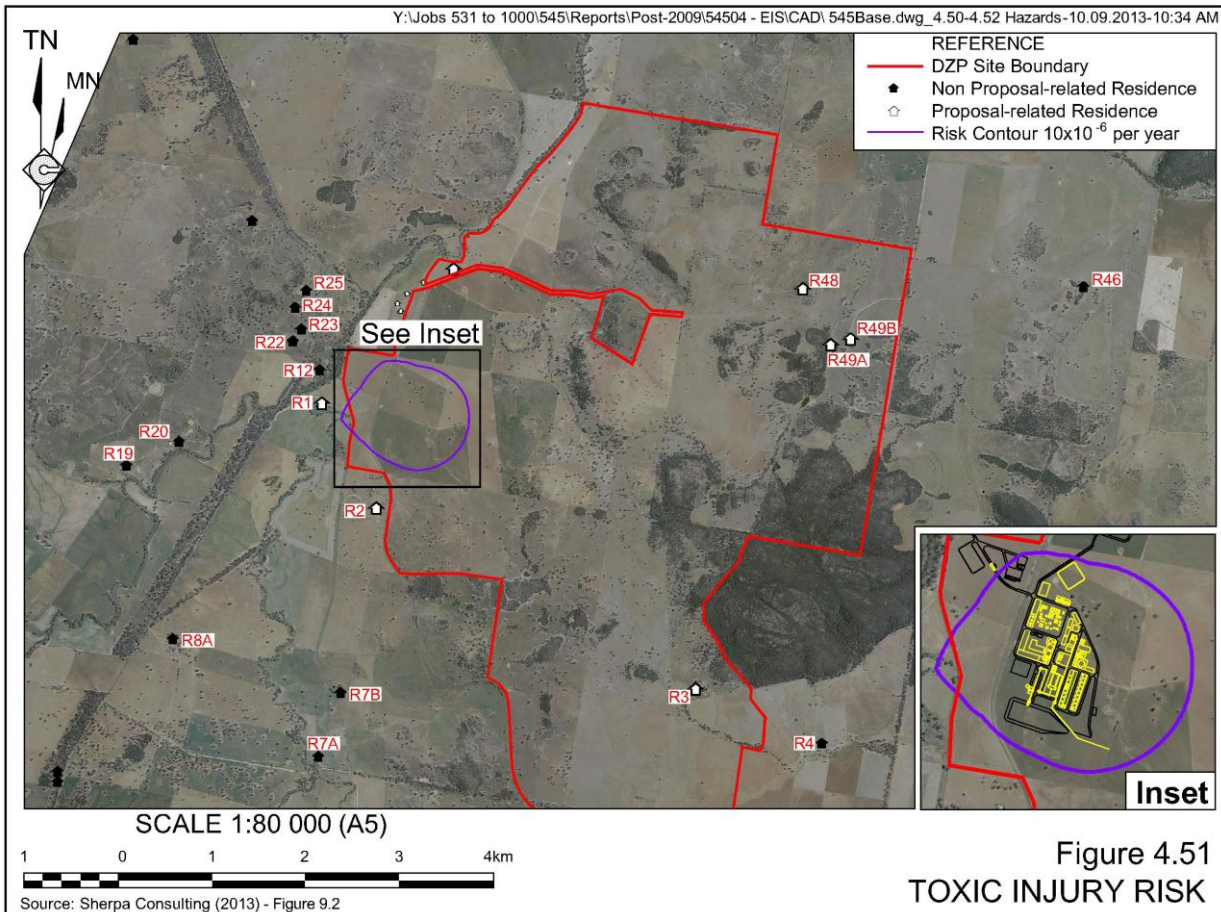 Y:\Jobs 531 to 1000\545\Reports\Post-2009\54504 - EIS\CAD\ 545Base.dwg_4.50-4.52 Hazards-10.09.2013-10:34 AM
TN
MN
REFERENCE
DZP Site Boundary
Non Proposal-related Residence
Proposal-related Residence
Risk Contour 10x10⁻⁶ per year
R25
R24
R23
R22
See Inset
R12
R1
R20
R19
R2
R48
R46
R49B
R49A
R8A
R7B
R7A
R3
R4
Inset
SCALE 1:80 000 (A5)
1 0 1 2 3 4km
Source: Sherpa Consulting (2013) - Figure 9.2
Figure 4.51
TOXIC INJURY RISK